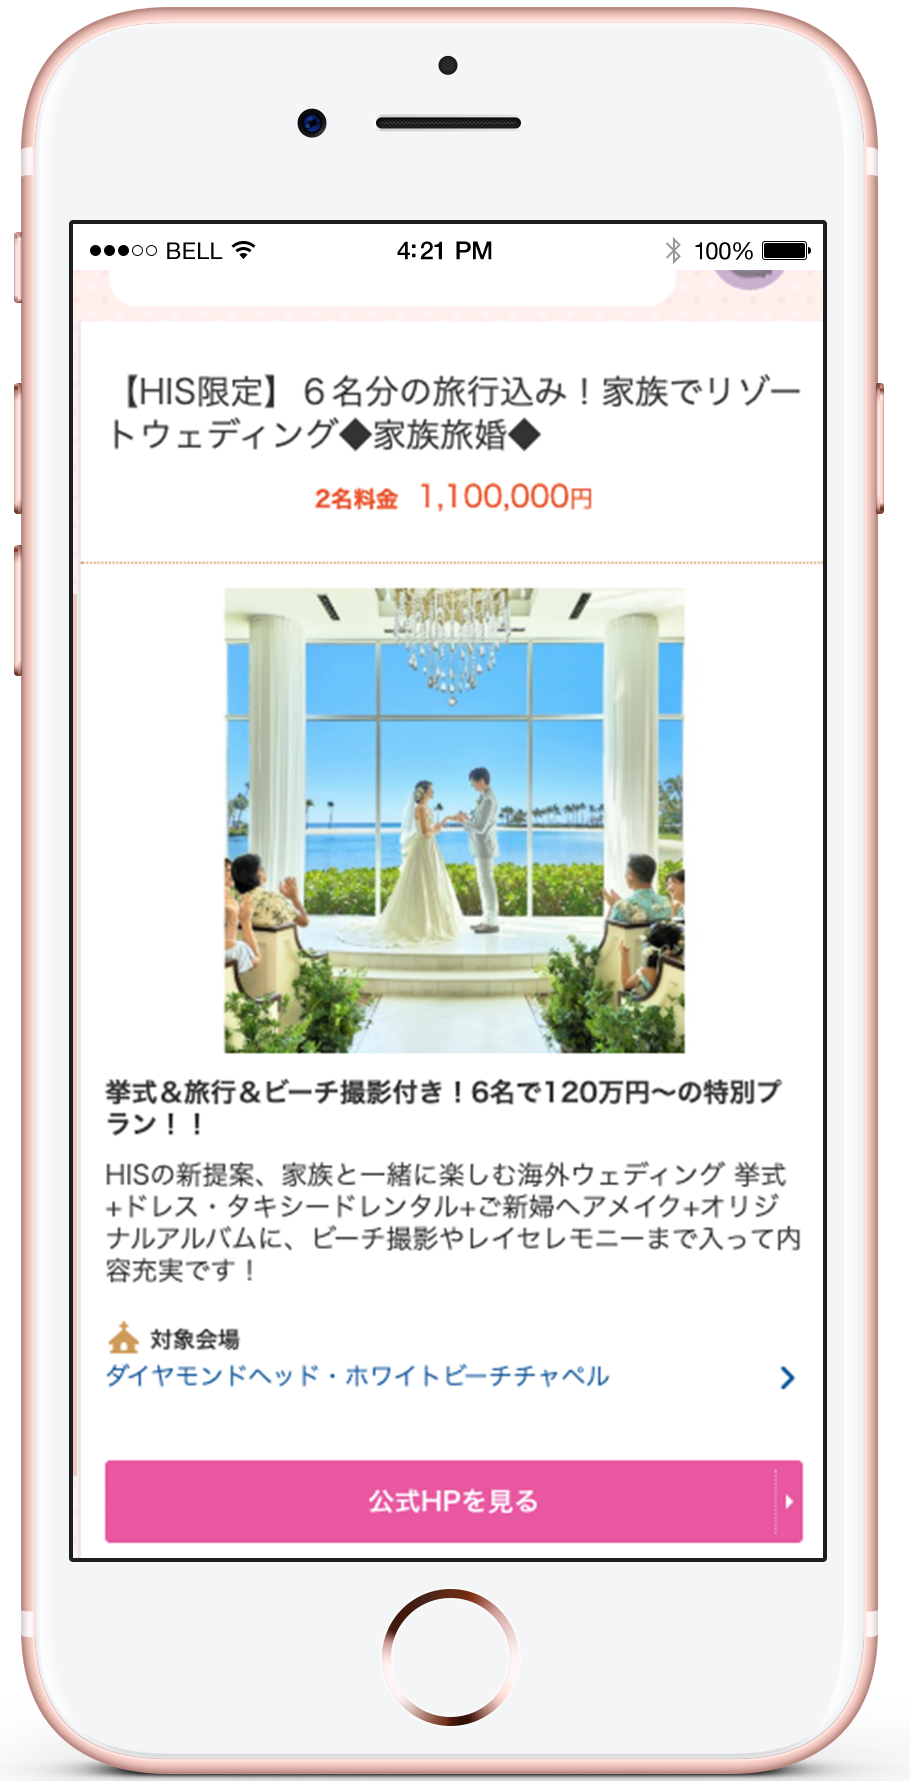 BELL 4:21 PM 100%
【HIS限定】６名分の旅行込み！家族でリゾー
トウェディング◆家族旅婚◆
2名料金 1,100,000円
挙式＆旅行＆ビーチ撮影付き！6名で120万円〜の特別プ
ラン！！
HISの新提案、家族と一緒に楽しむ海外ウェディング 挙式
+ドレス・タキシードレンタル+ご新婦ヘアメイク+オリジ
ナルアルバムに、ビーチ撮影やレイセレモニーまで入って内
容充実です！
対象会場
ダイヤモンドヘッド・ホワイトビーチチャペル
公式HPを見る